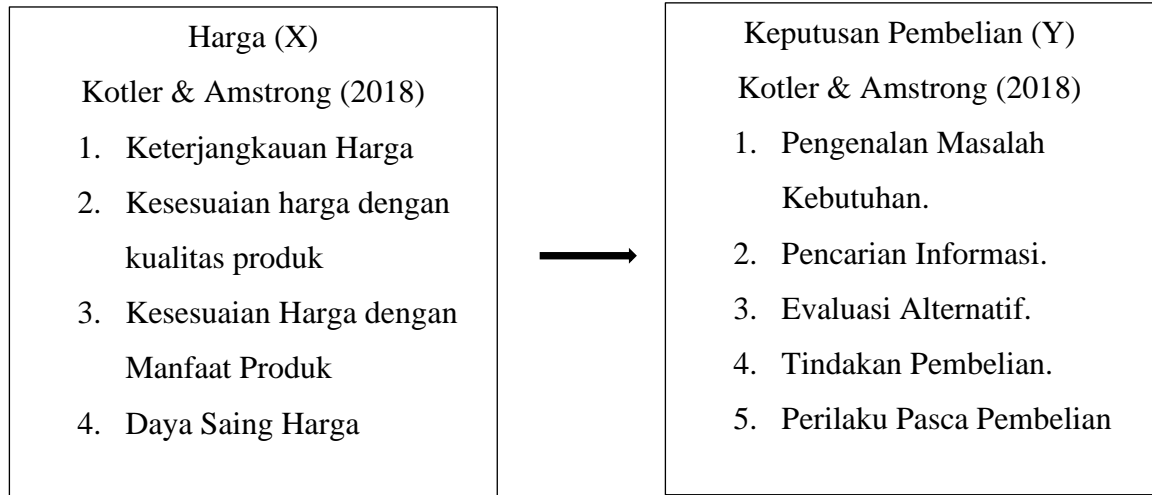 Harga (X)
Kotler & Amstrong (2018)
1. Keterjangkauan Harga
2. Kesesuaian harga dengan
kualitas produk
3. Kesesuaian Harga dengan
Manfaat Produk
4. Daya Saing Harga
Keputusan Pembelian (Y)
Kotler & Amstrong (2018)
1. Pengenalan Masalah
Kebutuhan.
2. Pencarian Informasi.
3. Evaluasi Alternatif.
4. Tindakan Pembelian.
5. Perilaku Pasca Pembelian